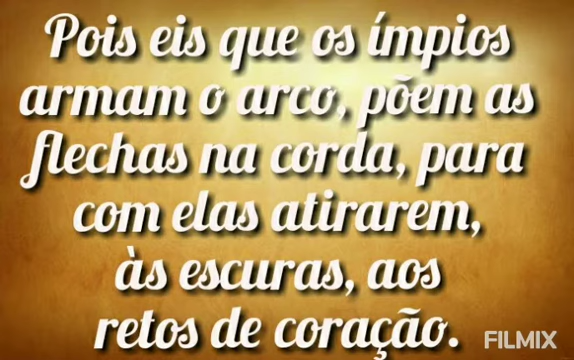 Pois eis que os ímpios
armam o arco, põem as
flechas na corda, para
com elas atirarem,
às escuras, aos
retos de coração.
FILMIX